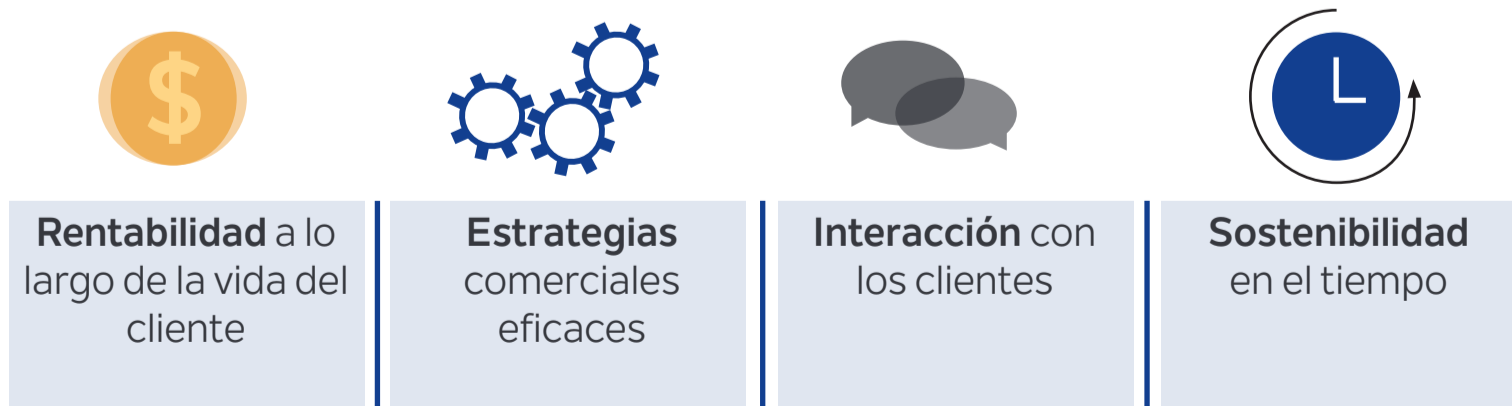 $
Rentabilidad a lo
largo de la vida del
cliente
Estrategias
comerciales
eficaces
Interacción con
los clientes
Sostenibilidad
en el tiempo